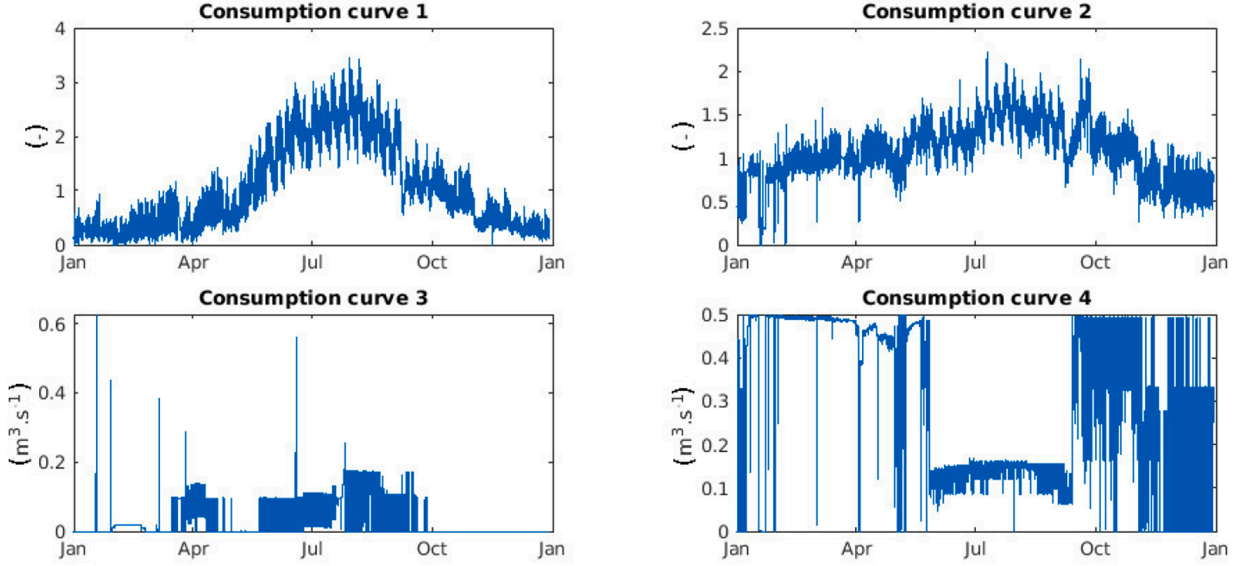 Consumption curve 1
4
3
2
1
0
(-)
Jan Apr Jul Oct Jan
Consumption curve 2
2.5
2
1.5
1
0.5
0
(-)
Jan Apr Jul Oct Jan
Consumption curve 3
0.6
0.4
0.2
0
(m³.s⁻¹)
Jan Apr Jul Oct Jan
Consumption curve 4
0.5
0.4
0.3
0.2
0.1
0
(m³.s⁻¹)
Jan Apr Jul Oct Jan